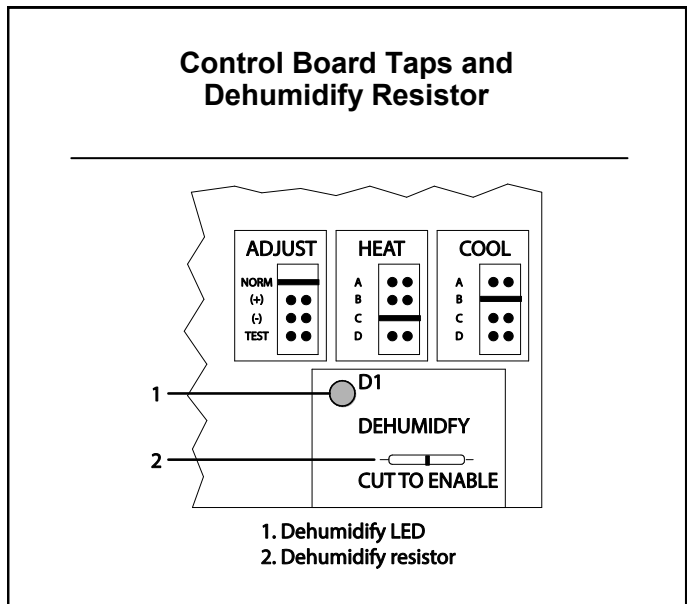 Control Board Taps and
Dehumidify Resistor
ADJUST
NORM
(+)
(-)
TEST
HEAT
A
B
C
D
COOL
A
B
C
D
1
D1
DEHUMIDFY
2
CUT TO ENABLE
1. Dehumidify LED
2. Dehumidify resistor